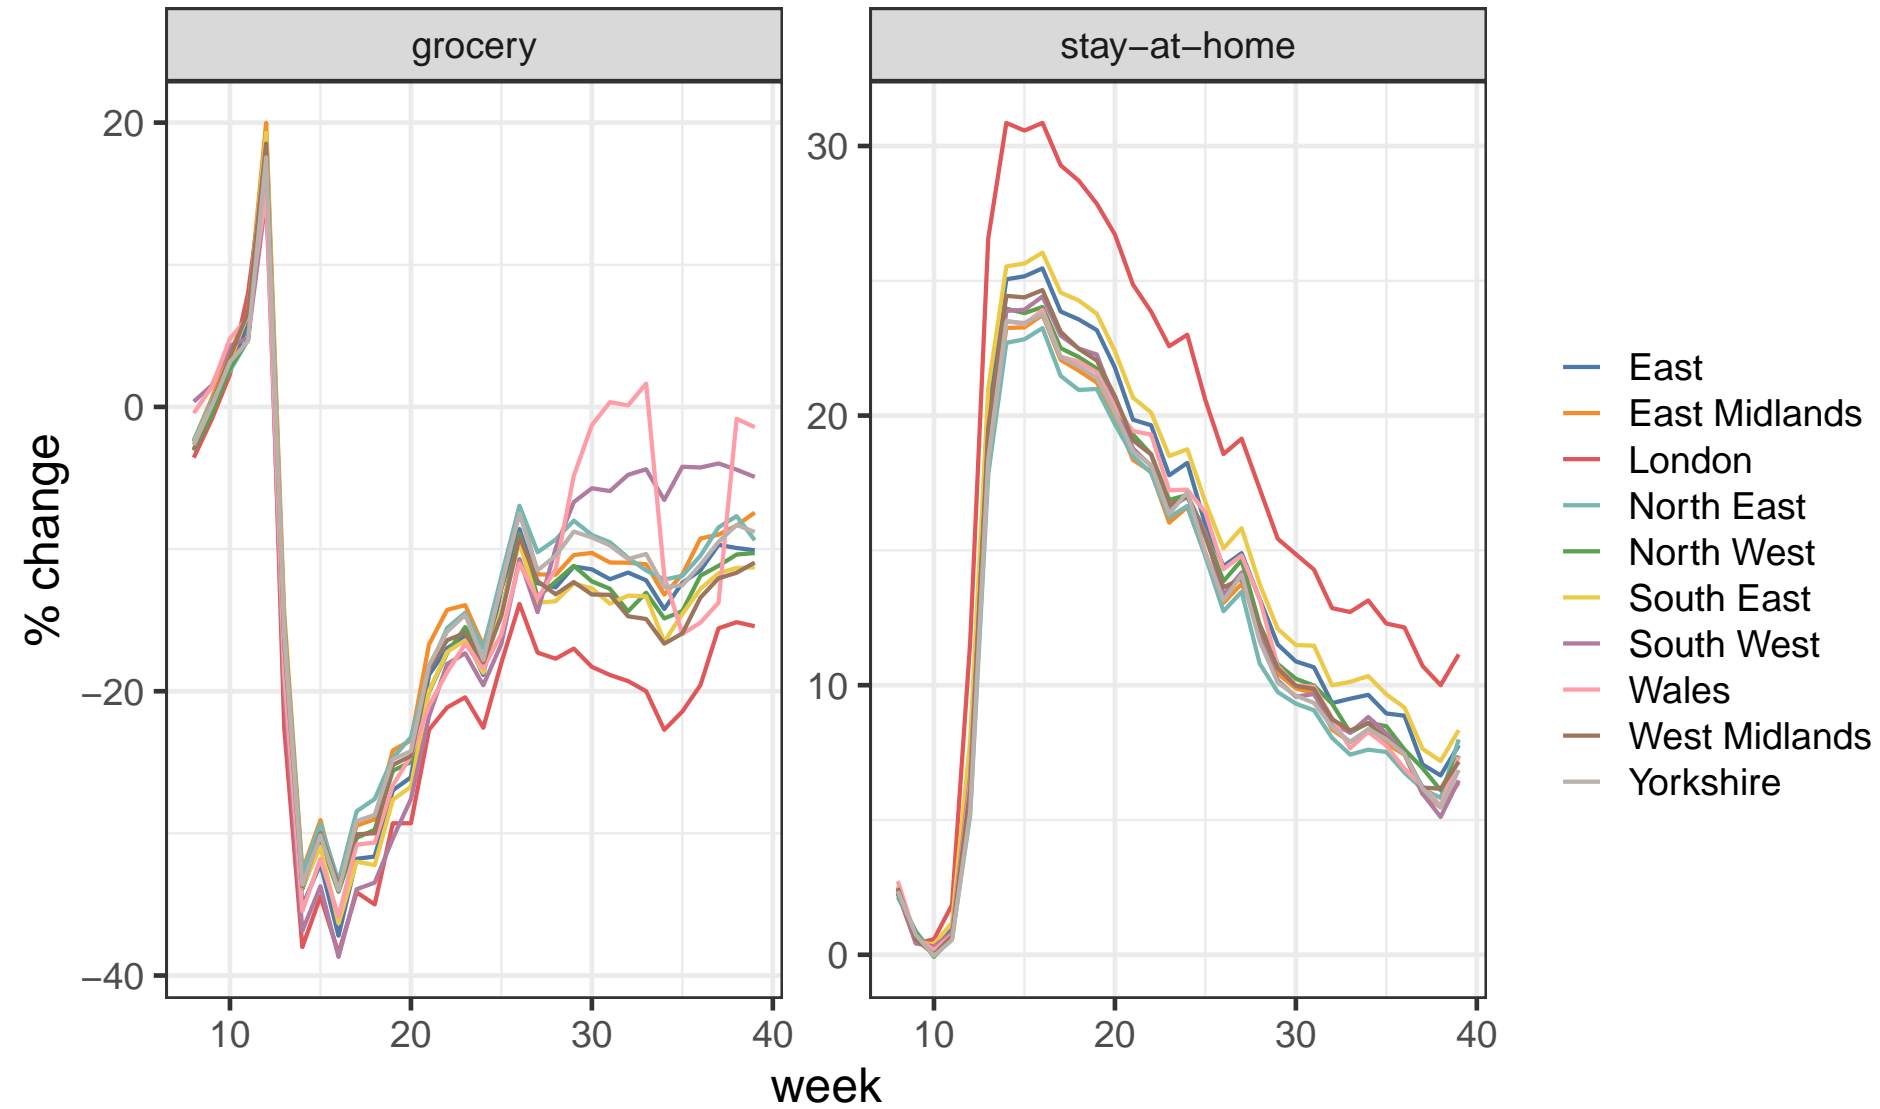 grocery
stay−at−home
% change
20
0
−20
−40
30
20
10
0
10
20
30
40
10
20
30
40
week
East
East Midlands
London
North East
North West
South East
South West
Wales
West Midlands
Yorkshire